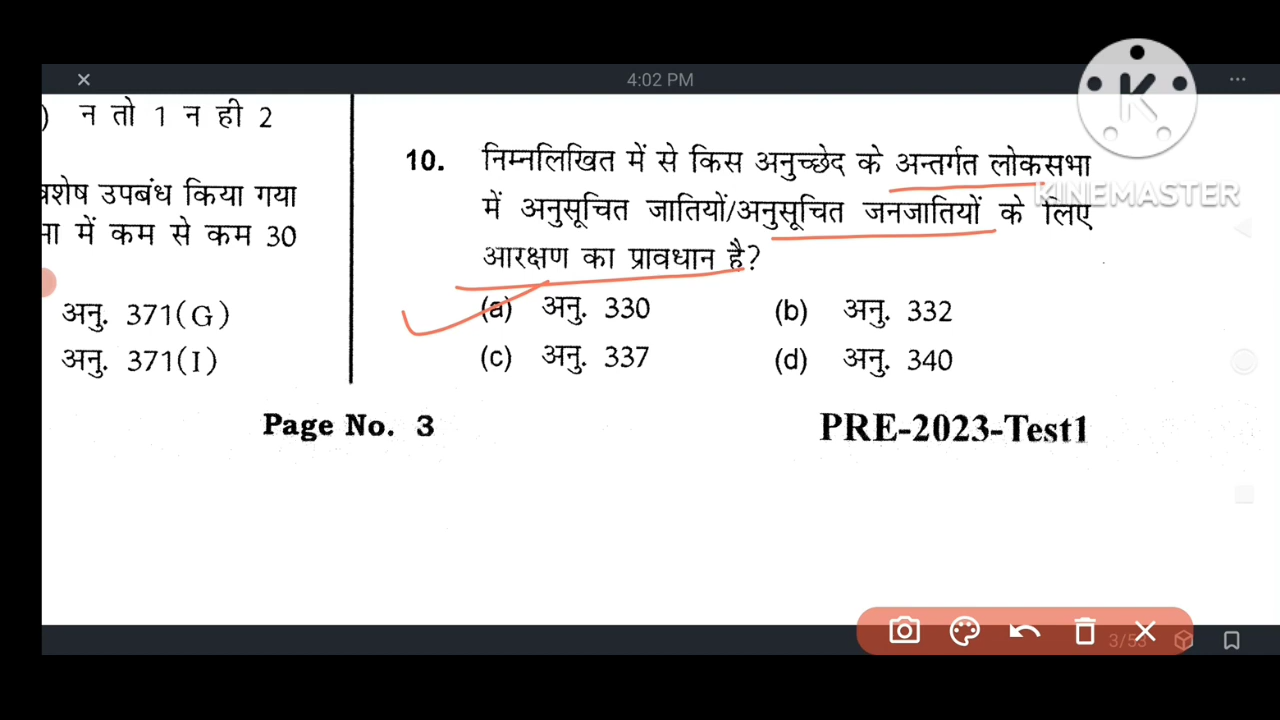 4:02 PM
KINEMASTER
) न तो 1 न ही 2
उपबंध किया गया
में कम से कम 30
अनु. 371(G)
अनु. 371(I)
10. निम्नलिखित में से किस अनुच्छेद के अन्तर्गत लोकसभा
में अनुसूचित जातियों/अनुसूचित जनजातियों के लिए
आरक्षण का प्रावधान है?
(a) अनु. 330 (b) अनु. 332
(c) अनु. 337 (d) अनु. 340
Page No. 3 PRE-2023-Test1